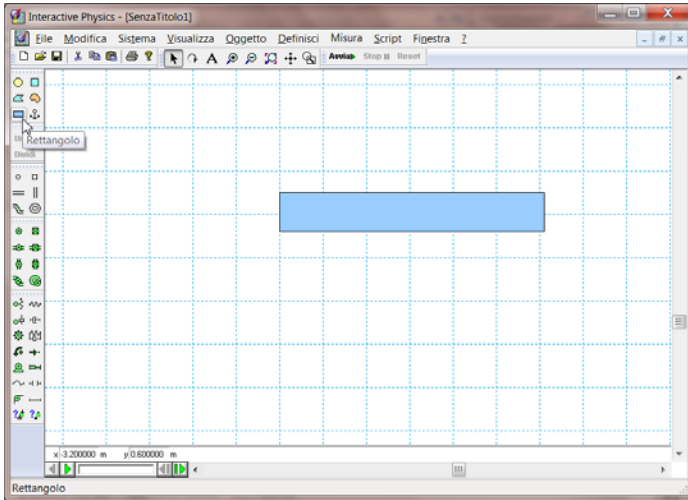 Interactive Physics - [SenzaTitolo1]
File Modifica Sistema Visualizza Oggetto Definisci Misura Script Finestra ?
A Avvia Stop Reset
Rettangolo
Dividi
x -3.200000 m y 0.600000 m
Rettangolo